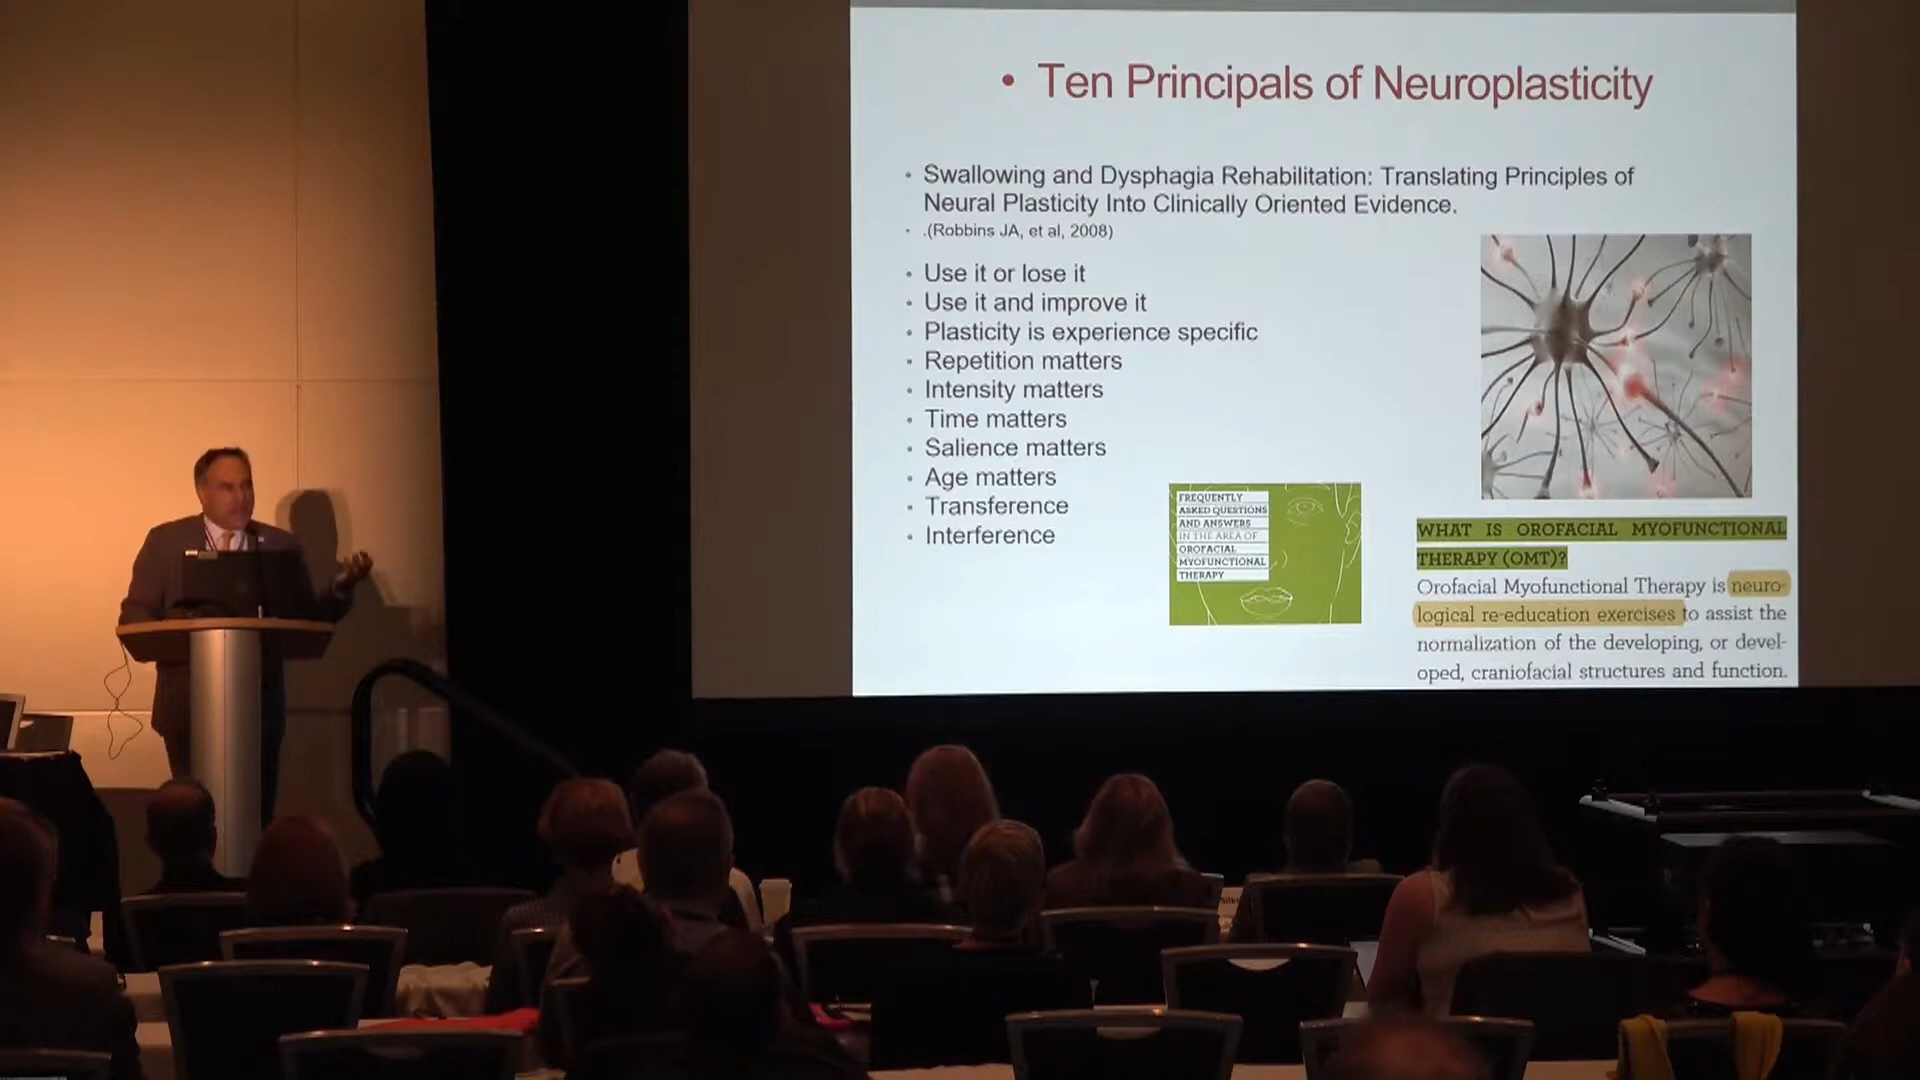 • Ten Principals of Neuroplasticity
• Swallowing and Dysphagia Rehabilitation: Translating Principles of
Neural Plasticity Into Clinically Oriented Evidence.
• .(Robbins JA, et al, 2008)
• Use it or lose it
• Use it and improve it
• Plasticity is experience specific
• Repetition matters
• Intensity matters
• Time matters
• Salience matters
• Age matters
• Transference
• Interference
FREQUENTLY
ASKED QUESTIONS
AND ANSWERS
IN THE AREA OF
OROFACIAL
MYOFUNCTIONAL
THERAPY
WHAT IS OROFACIAL MYOFUNCTIONAL
THERAPY (OMT)?
Orofacial Myofunctional Therapy is neuro-
logical re-education exercises to assist the
normalization of the developing, or devel-
oped, craniofacial structures and function.